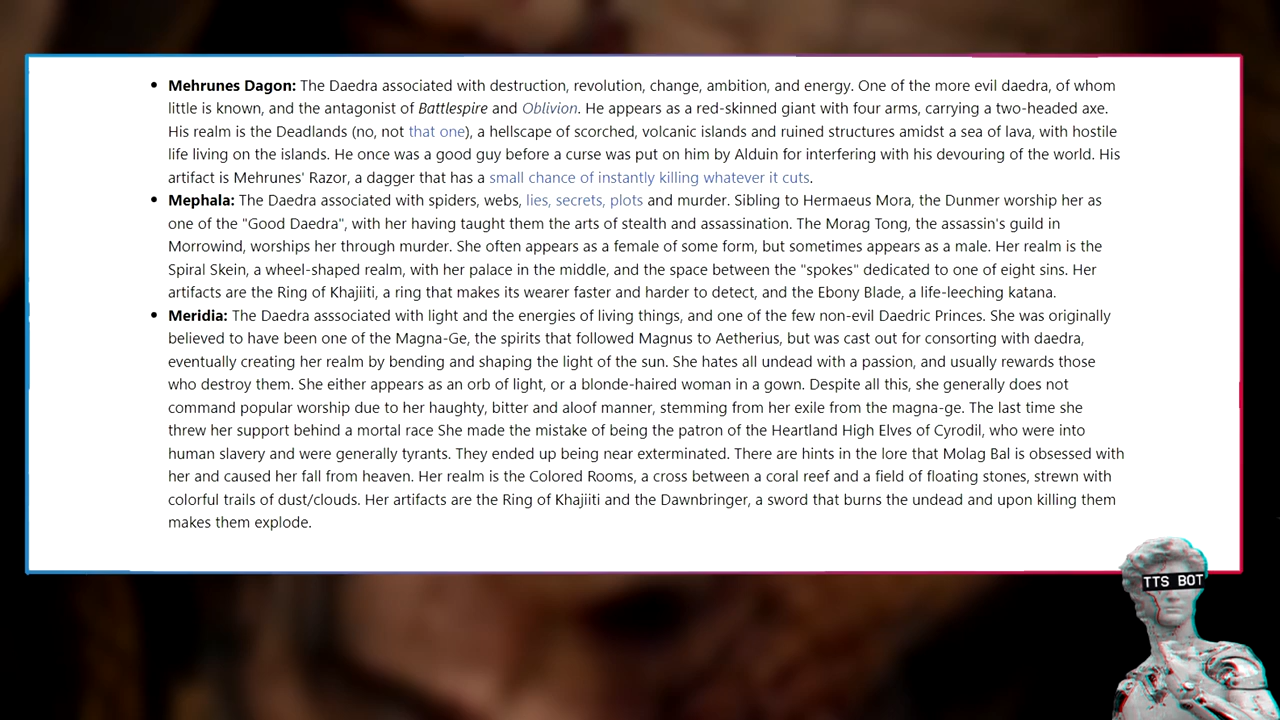 • Mehrunes Dagon: The Daedra associated with destruction, revolution, change, ambition, and energy. One of the more evil daedra, of whom
little is known, and the antagonist of Battlespire and Oblivion. He appears as a red-skinned giant with four arms, carrying a two-headed axe.
His realm is the Deadlands (no, not that one), a hellscape of scorched, volcanic islands and ruined structures amidst a sea of lava, with hostile
life living on the islands. He once was a good guy before a curse was put on him by Alduin for interfering with his devouring of the world. His
artifact is Mehrunes' Razor, a dagger that has a small chance of instantly killing whatever it cuts.
• Mephala: The Daedra associated with spiders, webs, lies, secrets, plots and murder. Sibling to Hermaeus Mora, the Dunmer worship her as
one of the "Good Daedra", with her having taught them the arts of stealth and assassination. The Morag Tong, the assassin's guild in
Morrowind, worships her through murder. She often appears as a female of some form, but sometimes appears as a male. Her realm is the
Spiral Skein, a wheel-shaped realm, with her palace in the middle, and the space between the "spokes" dedicated to one of eight sins. Her
artifacts are the Ring of Khajiiti, a ring that makes its wearer faster and harder to detect, and the Ebony Blade, a life-leeching katana.
• Meridia: The Daedra asssociated with light and the energies of living things, and one of the few non-evil Daedric Princes. She was originally
believed to have been one of the Magna-Ge, the spirits that followed Magnus to Aetherius, but was cast out for consorting with daedra,
eventually creating her realm by bending and shaping the light of the sun. She hates all undead with a passion, and usually rewards those
who destroy them. She either appears as an orb of light, or a blonde-haired woman in a gown. Despite all this, she generally does not
command popular worship due to her haughty, bitter and aloof manner, stemming from her exile from the magna-ge. The last time she
threw her support behind a mortal race She made the mistake of being the patron of the Heartland High Elves of Cyrodil, who were into
human slavery and were generally tyrants. They ended up being near exterminated. There are hints in the lore that Molag Bal is obsessed with
her and caused her fall from heaven. Her realm is the Colored Rooms, a cross between a coral reef and a field of floating stones, strewn with
colorful trails of dust/clouds. Her artifacts are the Ring of Khajiiti and the Dawnbringer, a sword that burns the undead and upon killing them
makes them explode.
TTS BOT